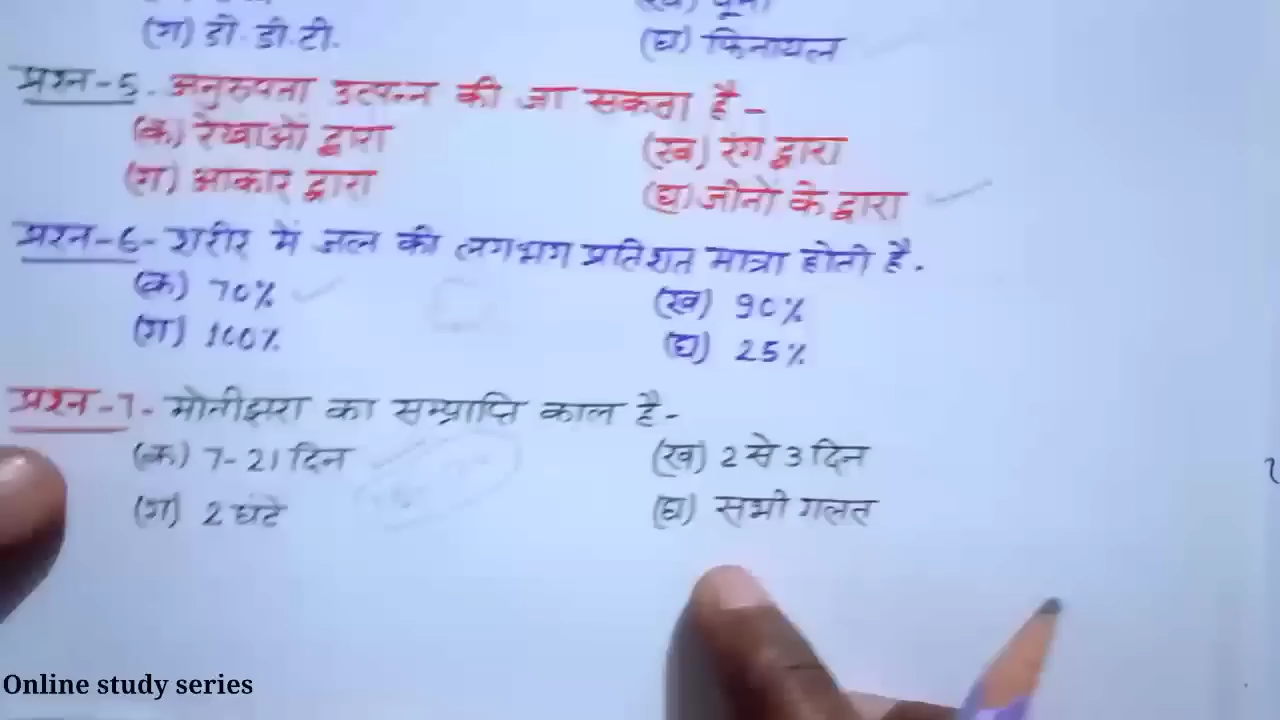 (ग) डी.डी.टी. (घ) फिनायल
प्रश्न-5. अनुरुपता उत्पन्न की जा सकता है-
(क) रेखाओं द्वारा (ख) रंग द्वारा
(ग) आकार द्वारा (घ) जीनों के द्वारा
प्रश्न-6- शरीर में जल की लगभग प्रतिशत मात्रा होती है.
(क) 70% (ख) 90%
(ग) 100% (घ) 25%
प्रश्न-7- मोतीझरा का सम्प्राप्ति काल है-
(क) 7-21 दिन (ख) 2 से 3 दिन
(ग) 2 घंटे (घ) सभी गलत
Online study series